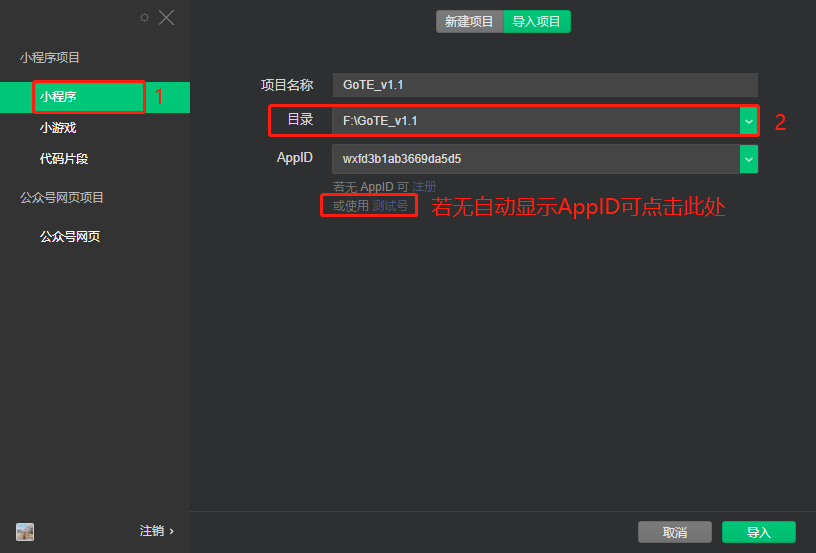 新建项目 导入项目
小程序项目
小程序 1
小游戏
代码片段
公众号网页项目
公众号网页
注销 >
项目名称 GoTE_v1.1
目录 F:\GoTE_v1.1 2
AppID wxfd3b1ab3669da5d5
若无 AppID 可 注册
或使用 测试号 若无自动显示AppID可点击此处
取消 导入